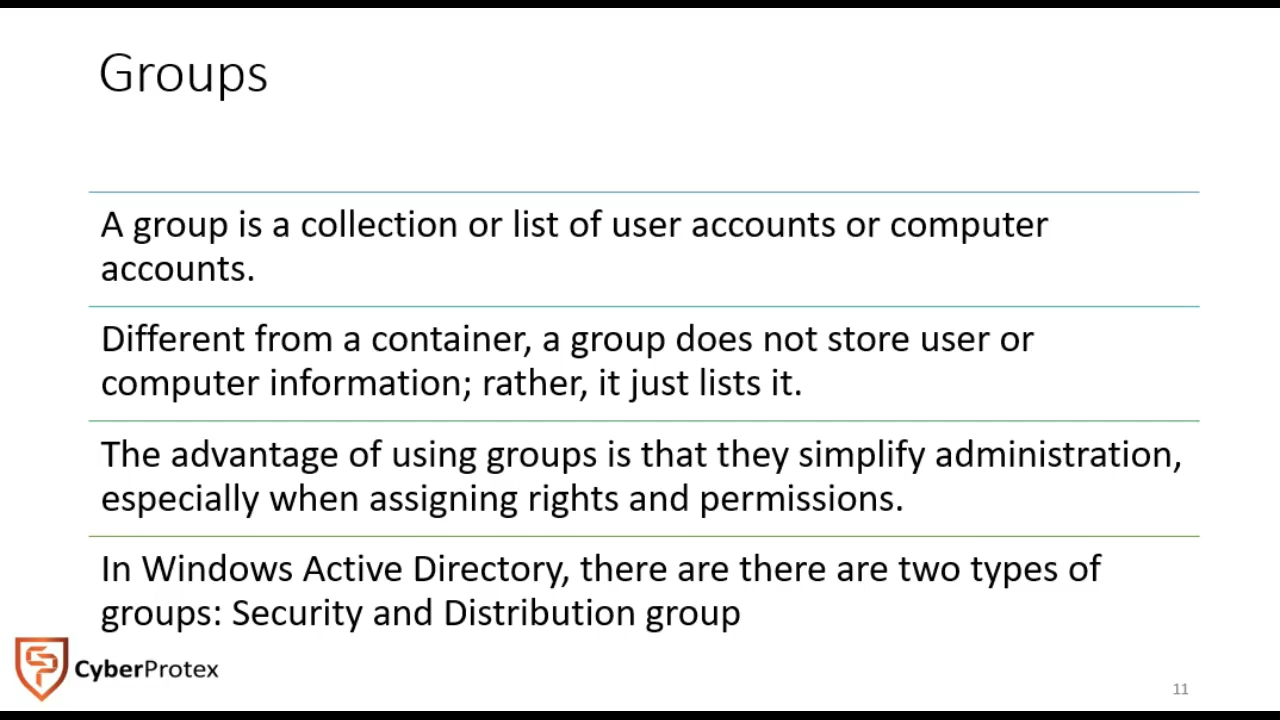 Groups
A group is a collection or list of user accounts or computer
accounts.
Different from a container, a group does not store user or
computer information; rather, it just lists it.
The advantage of using groups is that they simplify administration,
especially when assigning rights and permissions.
In Windows Active Directory, there are there are two types of
groups: Security and Distribution group
CyberProtex
11